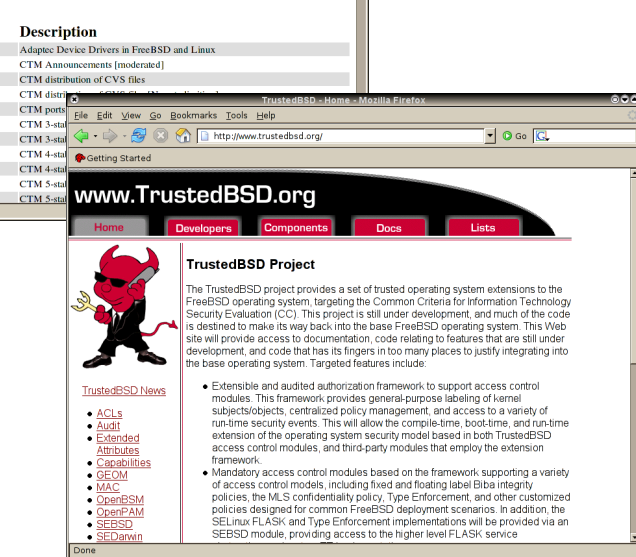 Description
Adaptec Device Drivers in FreeBSD and Linux
CTM Announcements [moderated]
CTM distribution of CVS files
CTM
CTM ports
CTM 3-stab
CTM 3-stab
CTM 4-stab
CTM 4-stab
CTM 5-stab
CTM 5-stab
TrustedBSD - Home - Mozilla Firefox
File Edit View Go Bookmarks Tools Help
http://www.trustedbsd.org/
Go
G
Getting Started
www.TrustedBSD.org
Home Developers Components Docs Lists
TrustedBSD News
ACLs
Audit
Extended
Attributes
Capabilities
GEOM
MAC
OpenBSM
OpenPAM
SEBSD
SEDarwin
TrustedBSD Project
The TrustedBSD project provides a set of trusted operating system extensions to the
FreeBSD operating system, targeting the Common Criteria for Information Technology
Security Evaluation (CC). This project is still under development, and much of the code
is destined to make its way back into the base FreeBSD operating system. This Web
site will provide access to documentation, code relating to features that are still under
development, and code that has its fingers in too many places to justify integrating into
the base operating system. Targeted features include:
Extensible and audited authorization framework to support access control
modules. This framework provides general-purpose labeling of kernel
subjects/objects, centralized policy management, and access to a variety of
run-time security events. This will allow the compile-time, boot-time, and run-time
extension of the operating system security model based in both TrustedBSD
access control modules, and third-party modules that employ the extension
framework.
Mandatory access control modules based on the framework supporting a variety
of access control models, including fixed and floating label Biba integrity
policies, the MLS confidentiality policy, Type Enforcement, and other customized
policies designed for common FreeBSD deployment scenarios. In addition, the
SELinux FLASK and Type Enforcement implementations will be provided via an
SEBSD module, providing access to the higher level FLASK service
Done